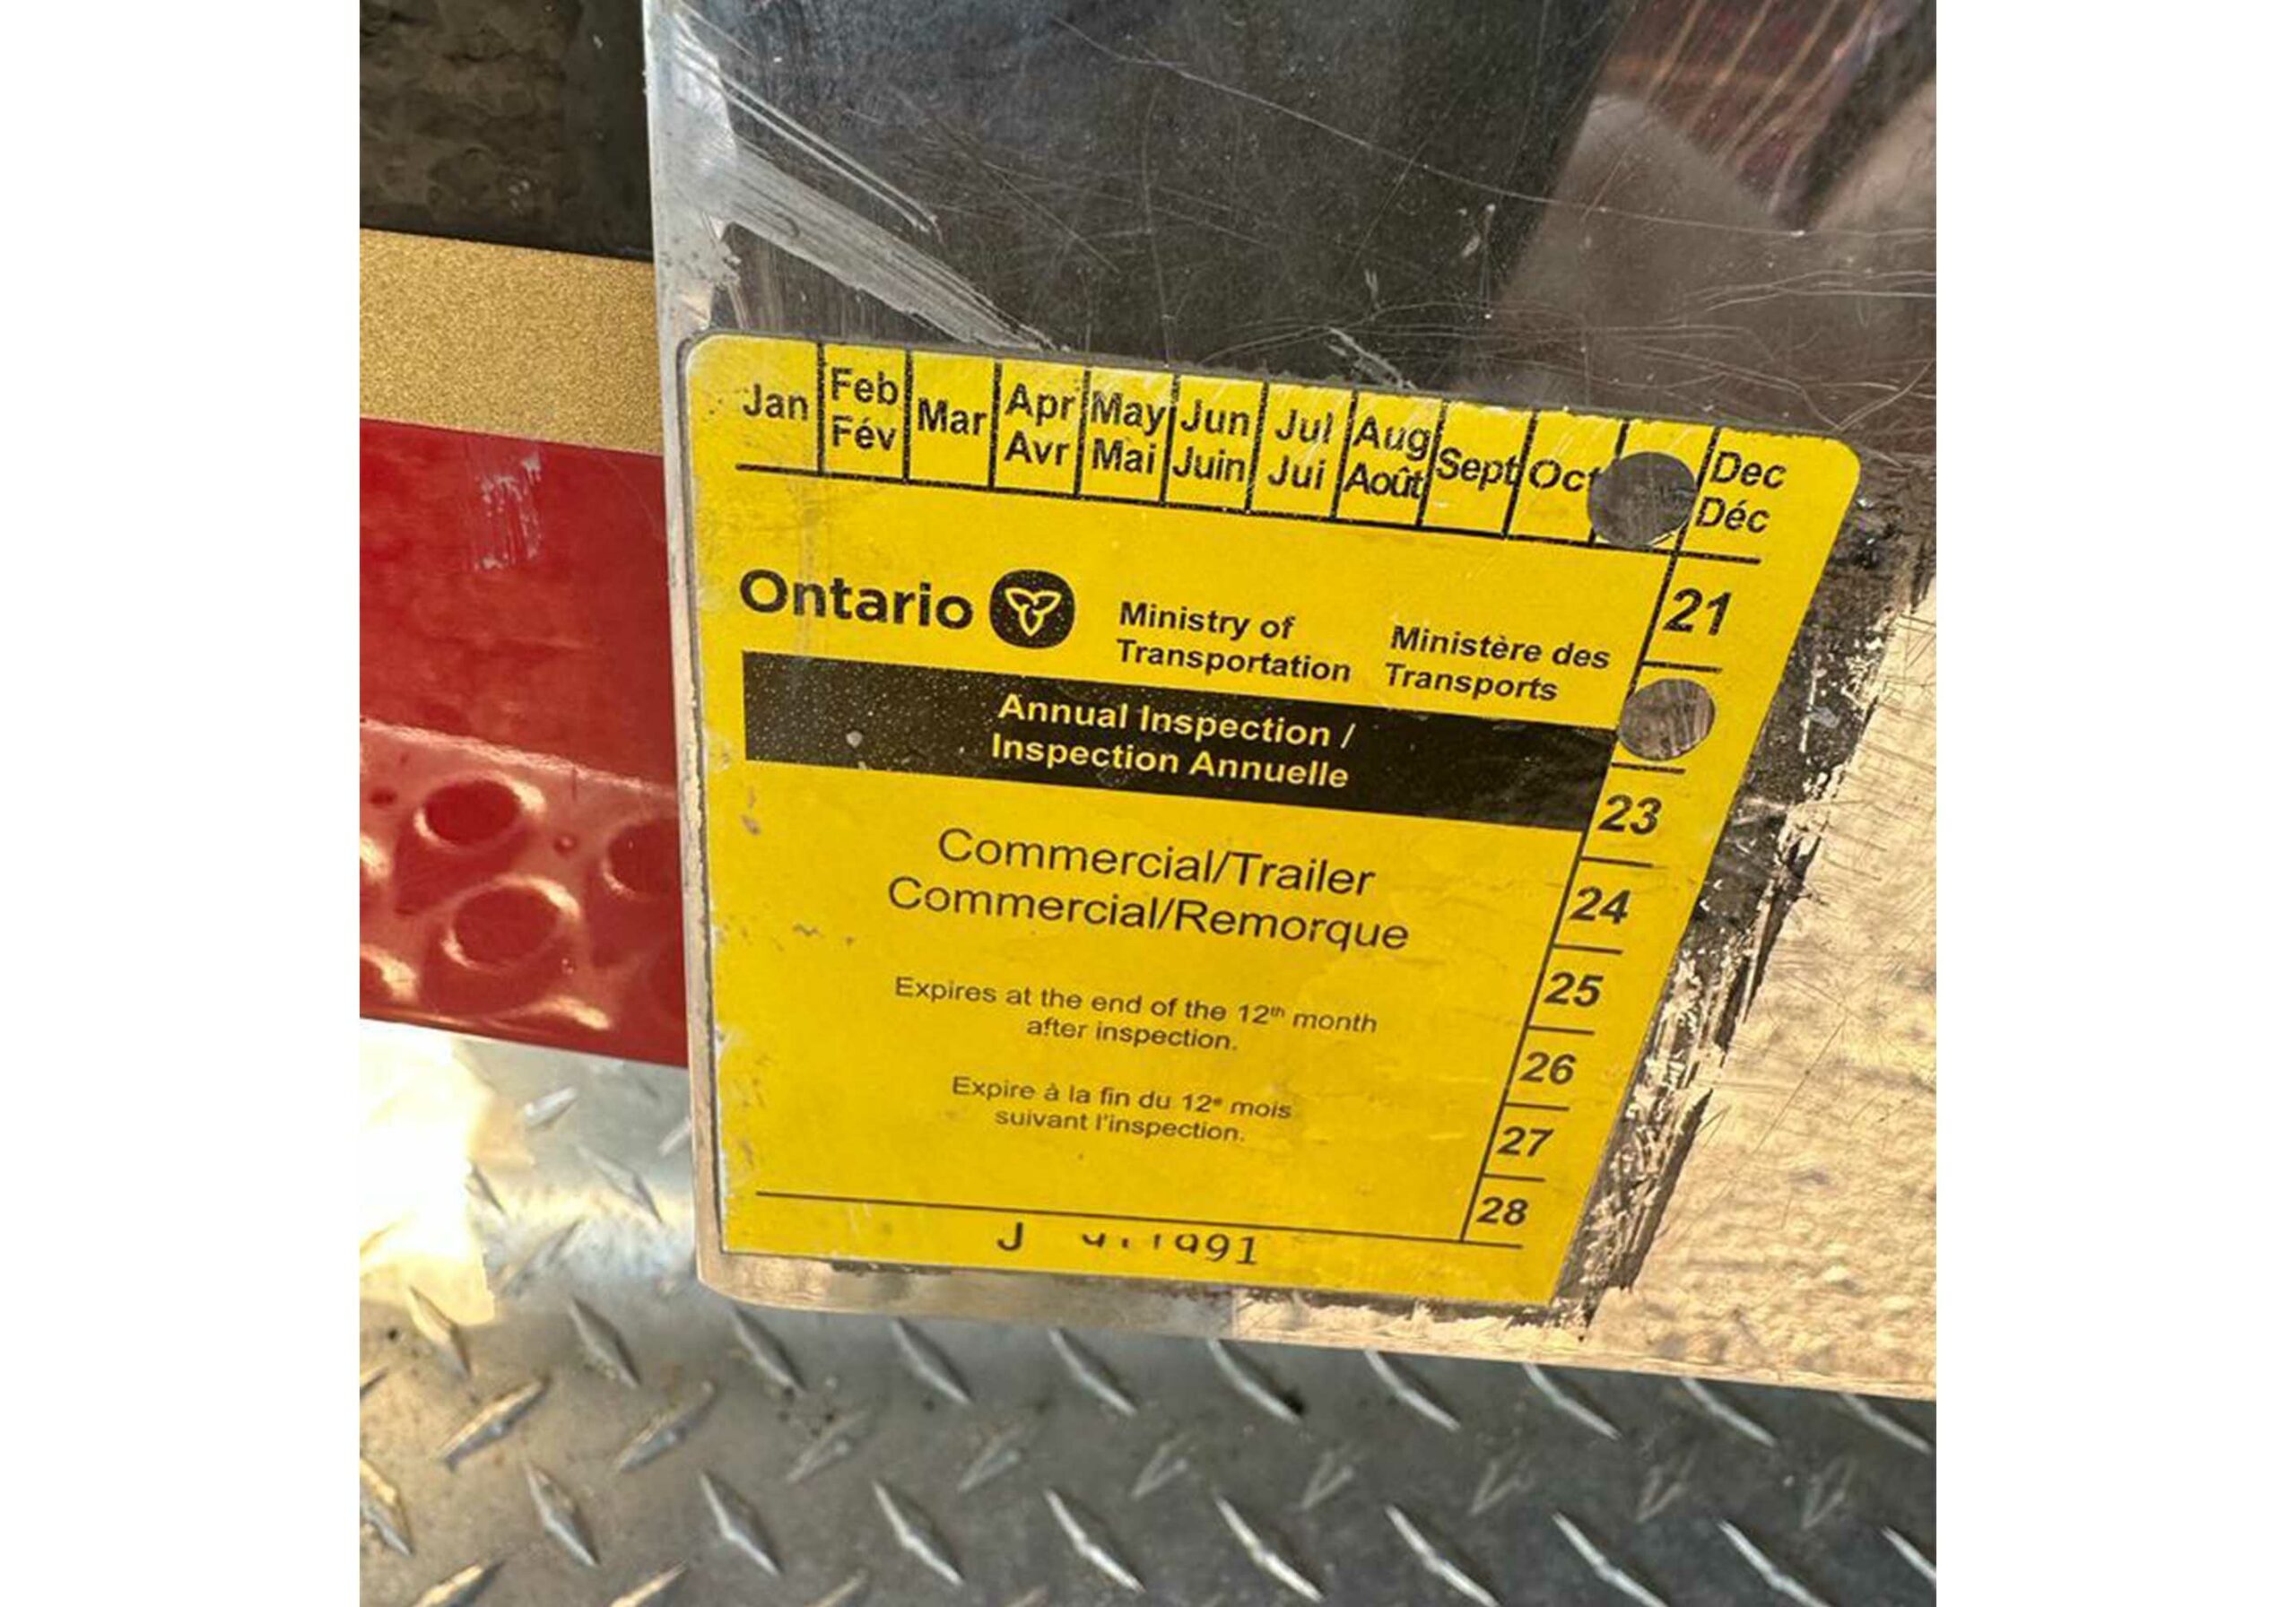 Jan Feb Mar Apr May Jun Jul Aug Sept Oct Dec
Fév Avr Mai Juin Jui Août Déc
Ontario Ministry of Ministère des
Transportation Transports
21
Annual Inspection /
Inspection Annuelle
23
Commercial/Trailer
Commercial/Remorque
24
25
Expires at the end of the 12th month
after inspection.
26
Expire à la fin du 12e mois
suivant l'inspection.
27
28